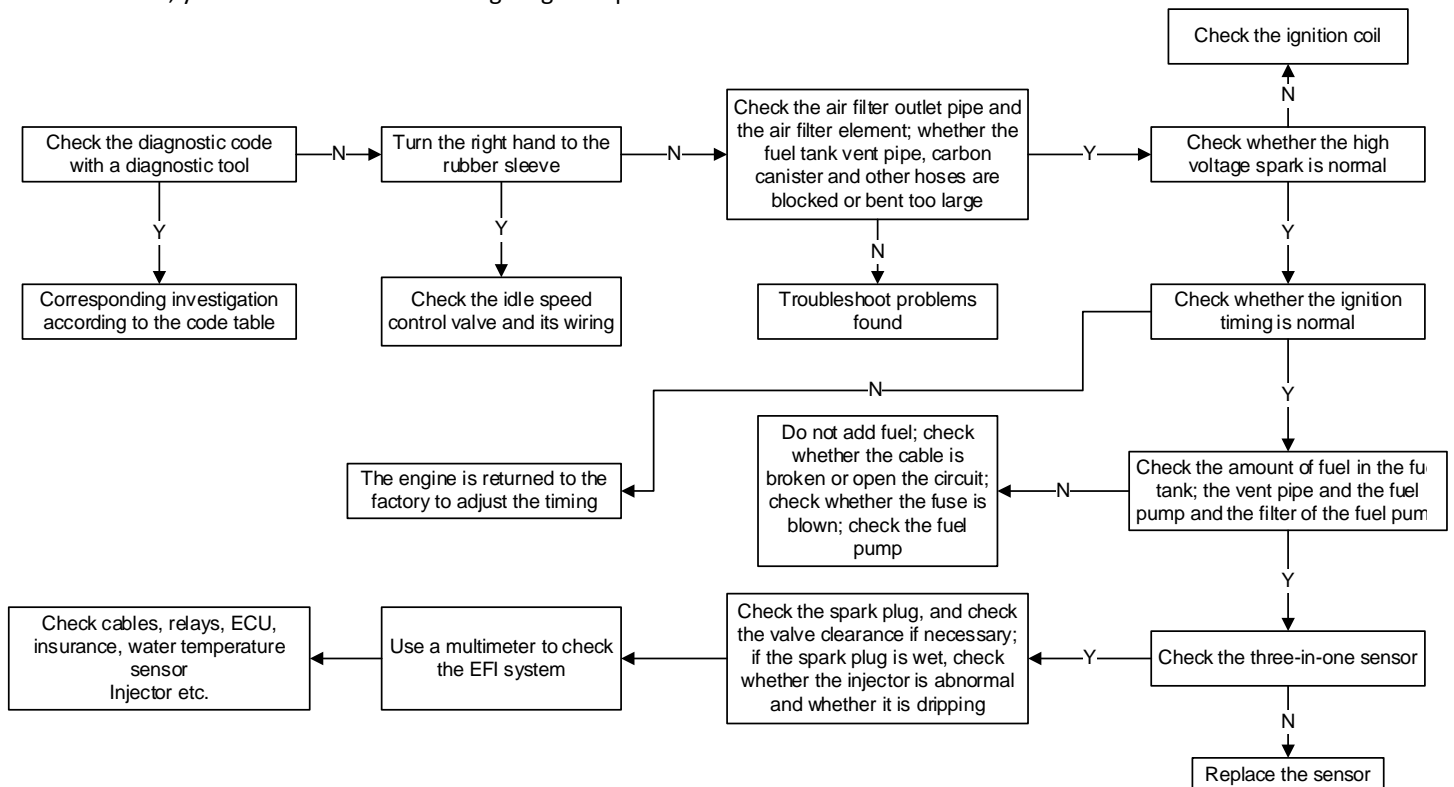 Check the ignition coil
N
Check the diagnostic code
with a diagnostic tool
N
Turn the right hand to the
rubber sleeve
N
Check the air filter outlet pipe and
the air filter element; whether the
fuel tank vent pipe, carbon
canister and other hoses are
blocked or bent too large
Y
Check whether the high
voltage spark is normal
Y
Y
N
Y
Corresponding investigation
according to the code table
Check the idle speed
control valve and its wiring
Troubleshoot problems
found
Check whether the ignition
timing is normal
N
Y
The engine is returned to the
factory to adjust the timing
Do not add fuel; check
whether the cable is
broken or open the circuit;
check whether the fuse is
blown; check the fuel
pump
N
Check the amount of fuel in the fu
tank; the vent pipe and the fuel
pump and the filter of the fuel pum
Y
Check cables, relays, ECU,
insurance, water temperature
sensor
Injector etc.
Use a multimeter to check
the EFI system
Check the spark plug, and check
the valve clearance if necessary;
if the spark plug is wet, check
whether the injector is abnormal
and whether it is dripping
Y
Check the three-in-one sensor
N
Replace the sensor